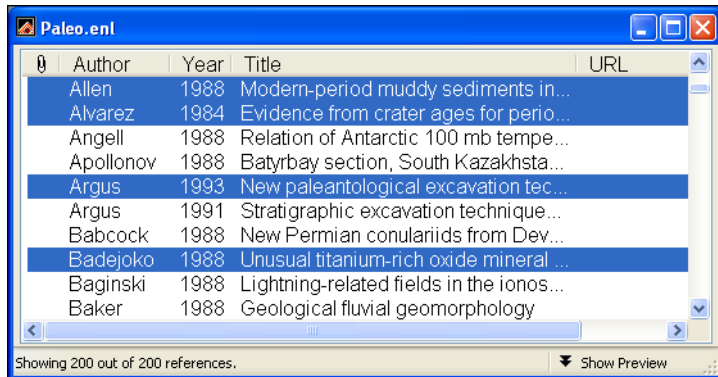 Paleo.enl
Author Year Title URL
Allen 1988 Modern-period muddy sediments in...
Alvarez 1984 Evidence from crater ages for perio...
Angell 1988 Relation of Antarctic 100 mb tempe...
Apollonov 1988 Batyrbay section, South Kazakhsta...
Argus 1993 New paleantological excavation tec...
Argus 1991 Stratigraphic excavation technique...
Babcock 1988 New Permian conulariids from Dev...
Badejoko 1988 Unusual titanium-rich oxide mineral ...
Baginski 1988 Lightning-related fields in the ionos...
Baker 1988 Geological fluvial geomorphology
Showing 200 out of 200 references. Show Preview